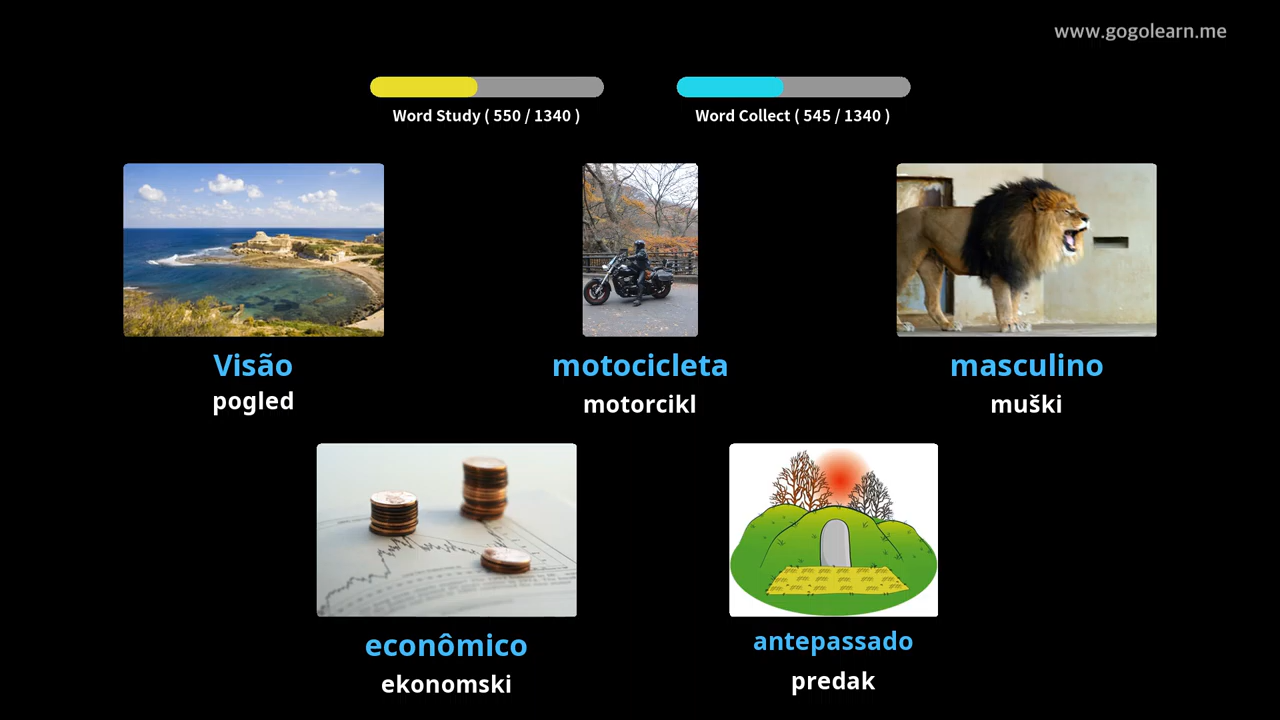 www.gogolearn.me
Word Study ( 550 / 1340 )
Word Collect ( 545 / 1340 )
Visão
motocicleta
masculino
pogled
motorcikl
muški
econômico
antepassado
ekonomski
predak